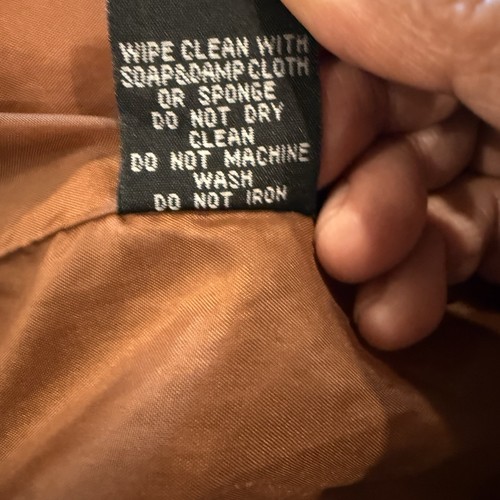 WIPE CLEAN WITH
SOAP&DAMP CLOTH
OR SPONGE
DO NOT DRY
CLEAN
DO NOT MACHINE
WASH
DO NOT IRON